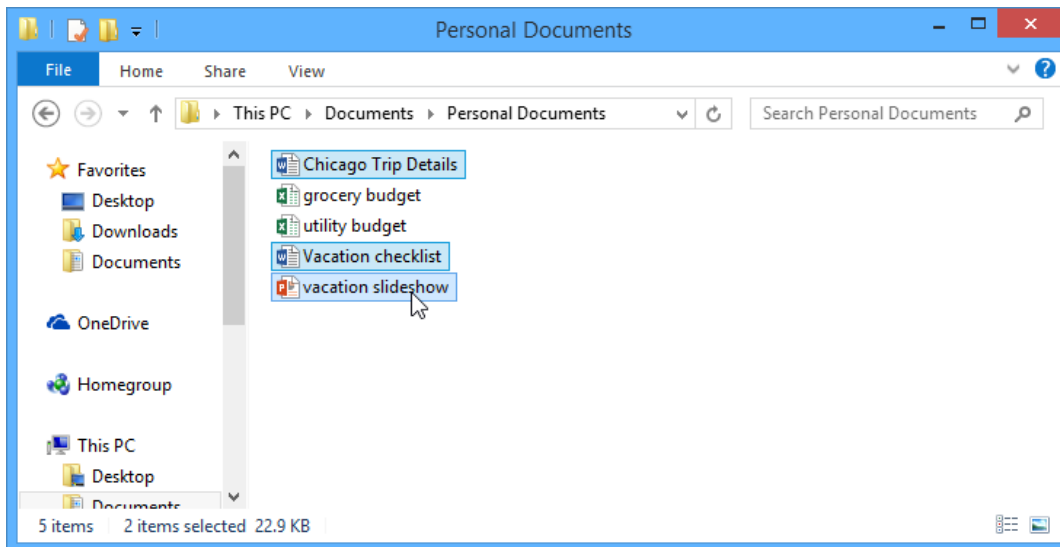 Personal Documents
File Home Share View
This PC Documents Personal Documents Search Personal Documents
Favorites
Desktop
Downloads
Documents
OneDrive
Homegroup
This PC
Desktop
Documents
Chicago Trip Details
grocery budget
utility budget
Vacation checklist
vacation slideshow
5 items 2 items selected 22.9 KB